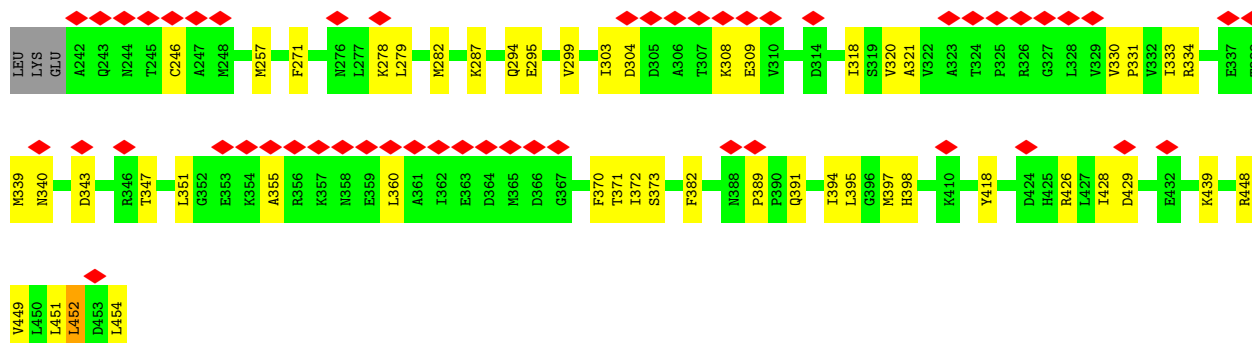 LEU LYS GLU A242 Q243 N244 T245 C246 A247 M248 M257 F271 N276 L277 K278 L279 M282 K287 Q294 E295 V299 I303 D304 D305 A306 T307 K308 E309 V310 D314 I318 S319 V320 A321 V322 A323 T324 P325 R326 G327 L328 V329 V330 P331 V332 I333 R334 E337
M339 N340 D343 R346 T347 L351 G352 E353 K354 A355 R356 K357 N358 E359 L360 A361 I362 E363 D364 M365 D366 G367 F370 T371 I372 S373 F382 N388 P389 P390 Q391 I394 L395 G396 M397 H398 K410 Y418 D424 H425 R426 L427 I428 D429 E432 K439 R448
V449 L450 L451 L452 D453 L454